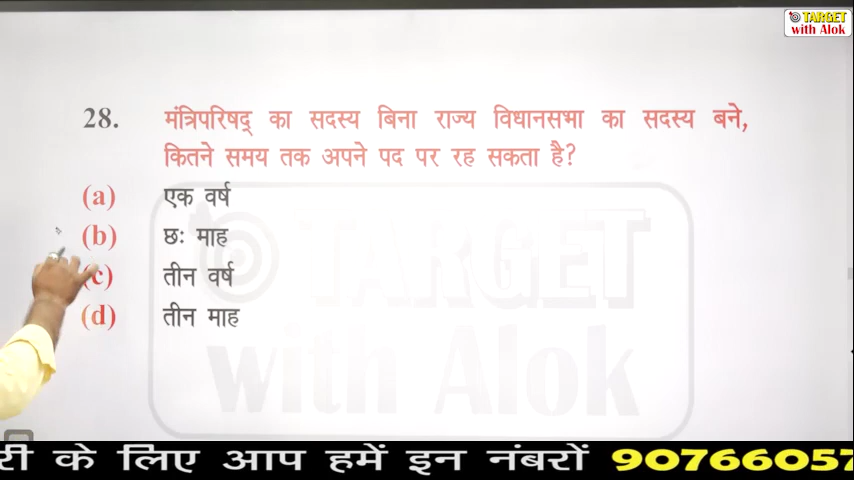 TARGET
with Alok
28. मंत्रिपरिषद् का सदस्य बिना राज्य विधानसभा का सदस्य बने,
कितने समय तक अपने पद पर रह सकता है?
(a) एक वर्ष
(b) छः माह
(c) तीन वर्ष
(d) तीन माह
TARGET
with Alok
री के लिए आप हमें इन नंबरों 90766057